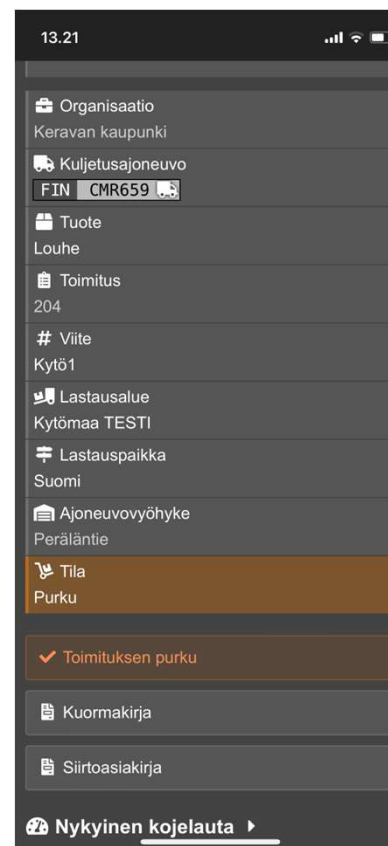 13.21
Organisaatio
Keravan kaupunki
Kuljetusajoneuvo
FIN CMR659
Tuote
Louhe
Toimitus
204
# Viite
Kytö1
Lastausalue
Kytömaa TESTI
Lastauspaikka
Suomi
Ajoneuvovyöhyke
Peräläntie
Tila
Purku
Toimituksen purku
Kuormakirja
Siirtoasiakirja
Nykyinen kojelauta